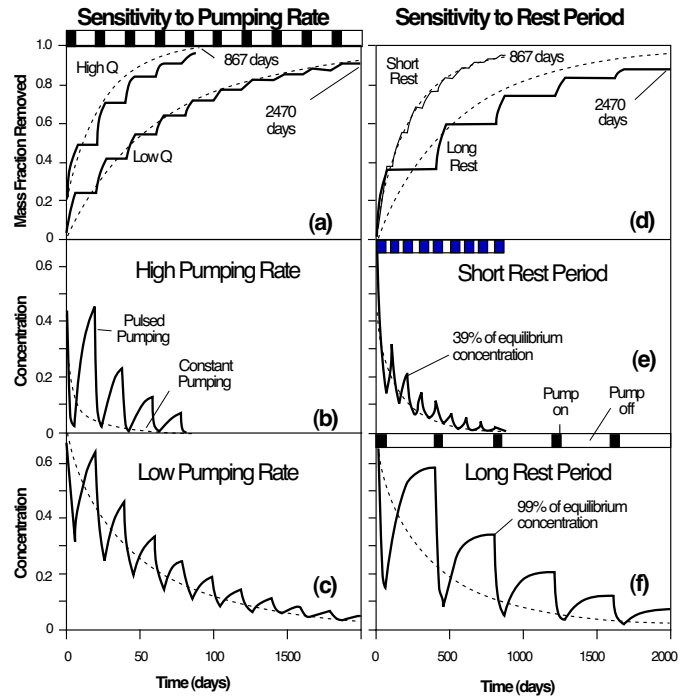 Sensitivity to Pumping Rate
Sensitivity to Rest Period
1.0
0.8
0.6
0.4
0.2
0
Mass Fraction Removed
High Q
867 days
2470
days
Low Q
(a)
Short
Rest
867 days
2470
days
Long
Rest
(d)
0.6
0.4
0.2
0
Concentration
High Pumping Rate
Pulsed
Pumping
Constant
Pumping
(b)
Short Rest Period
39% of equilibrium
concentration
(e)
Pump
on
Pump
off
0.6
0.4
0.2
0
Concentration
Low Pumping Rate
(c)
Long Rest Period
99% of equilibrium
concentration
(f)
0 50 100 1500
Time (days)
0 500 1000 1500 2000
Time (days)